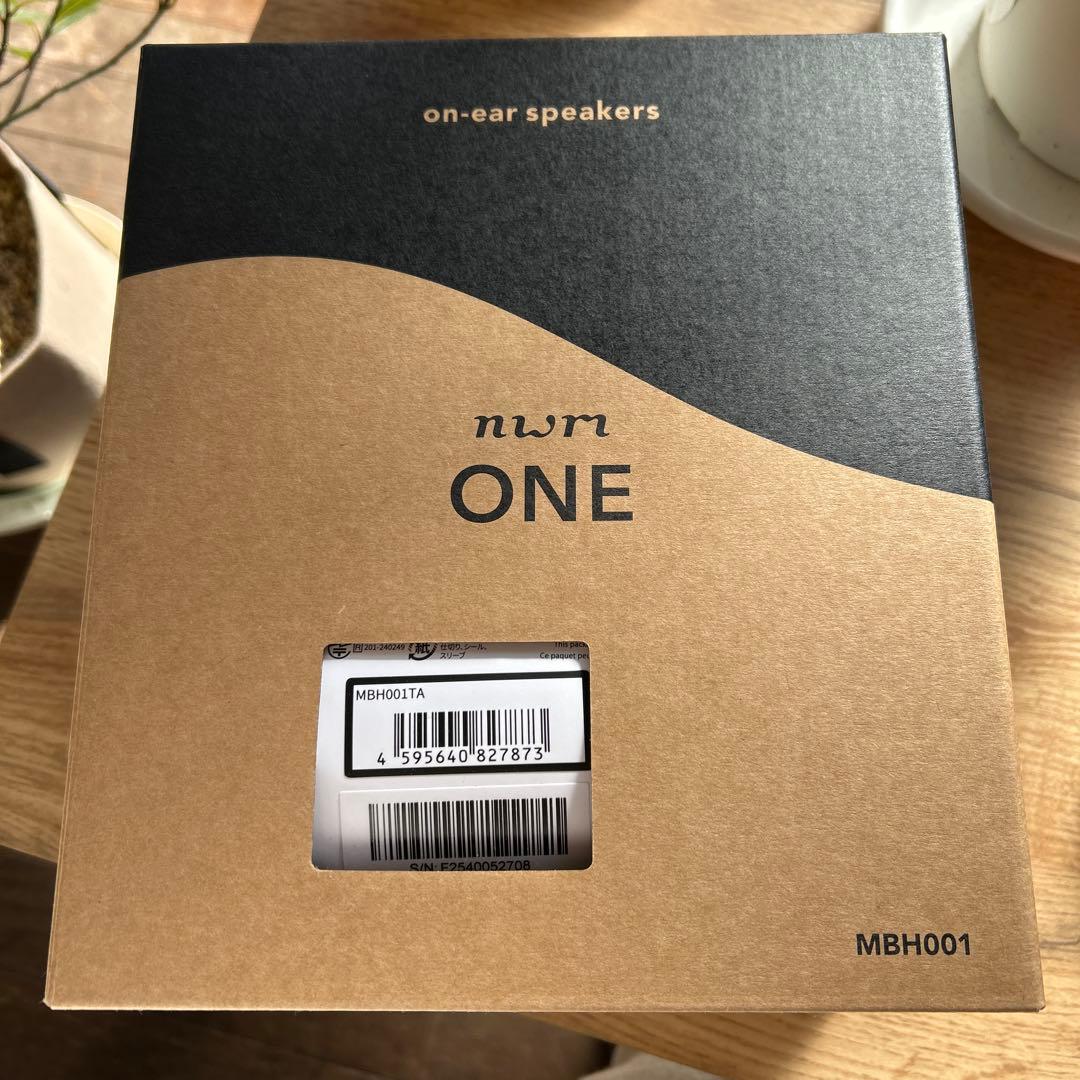 on-ear speakers
nwm
ONE
R 201-240249 紙 仕切り、シール、
スリーブ
This pack
Ce paquet pe
MBH001TA
4 595640 827873
S/N: F2540052708
MBH001